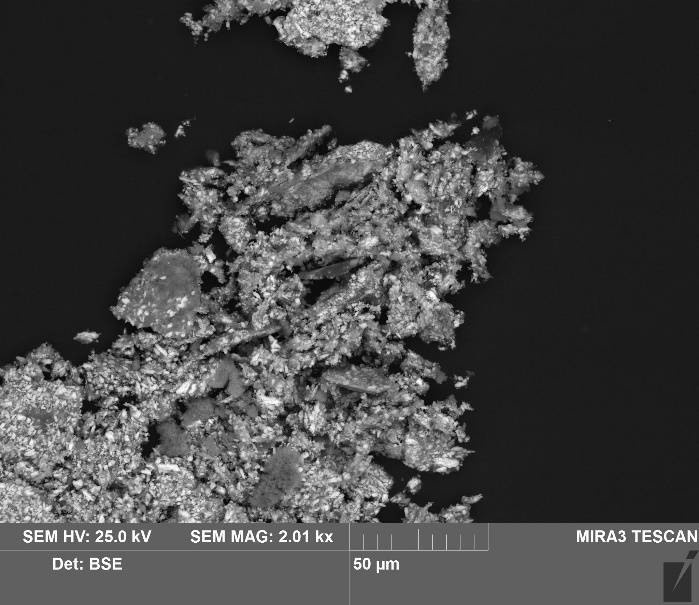 SEM HV: 25.0 kV SEM MAG: 2.01 kx MIRA3 TESCAN
Det: BSE 50 µm